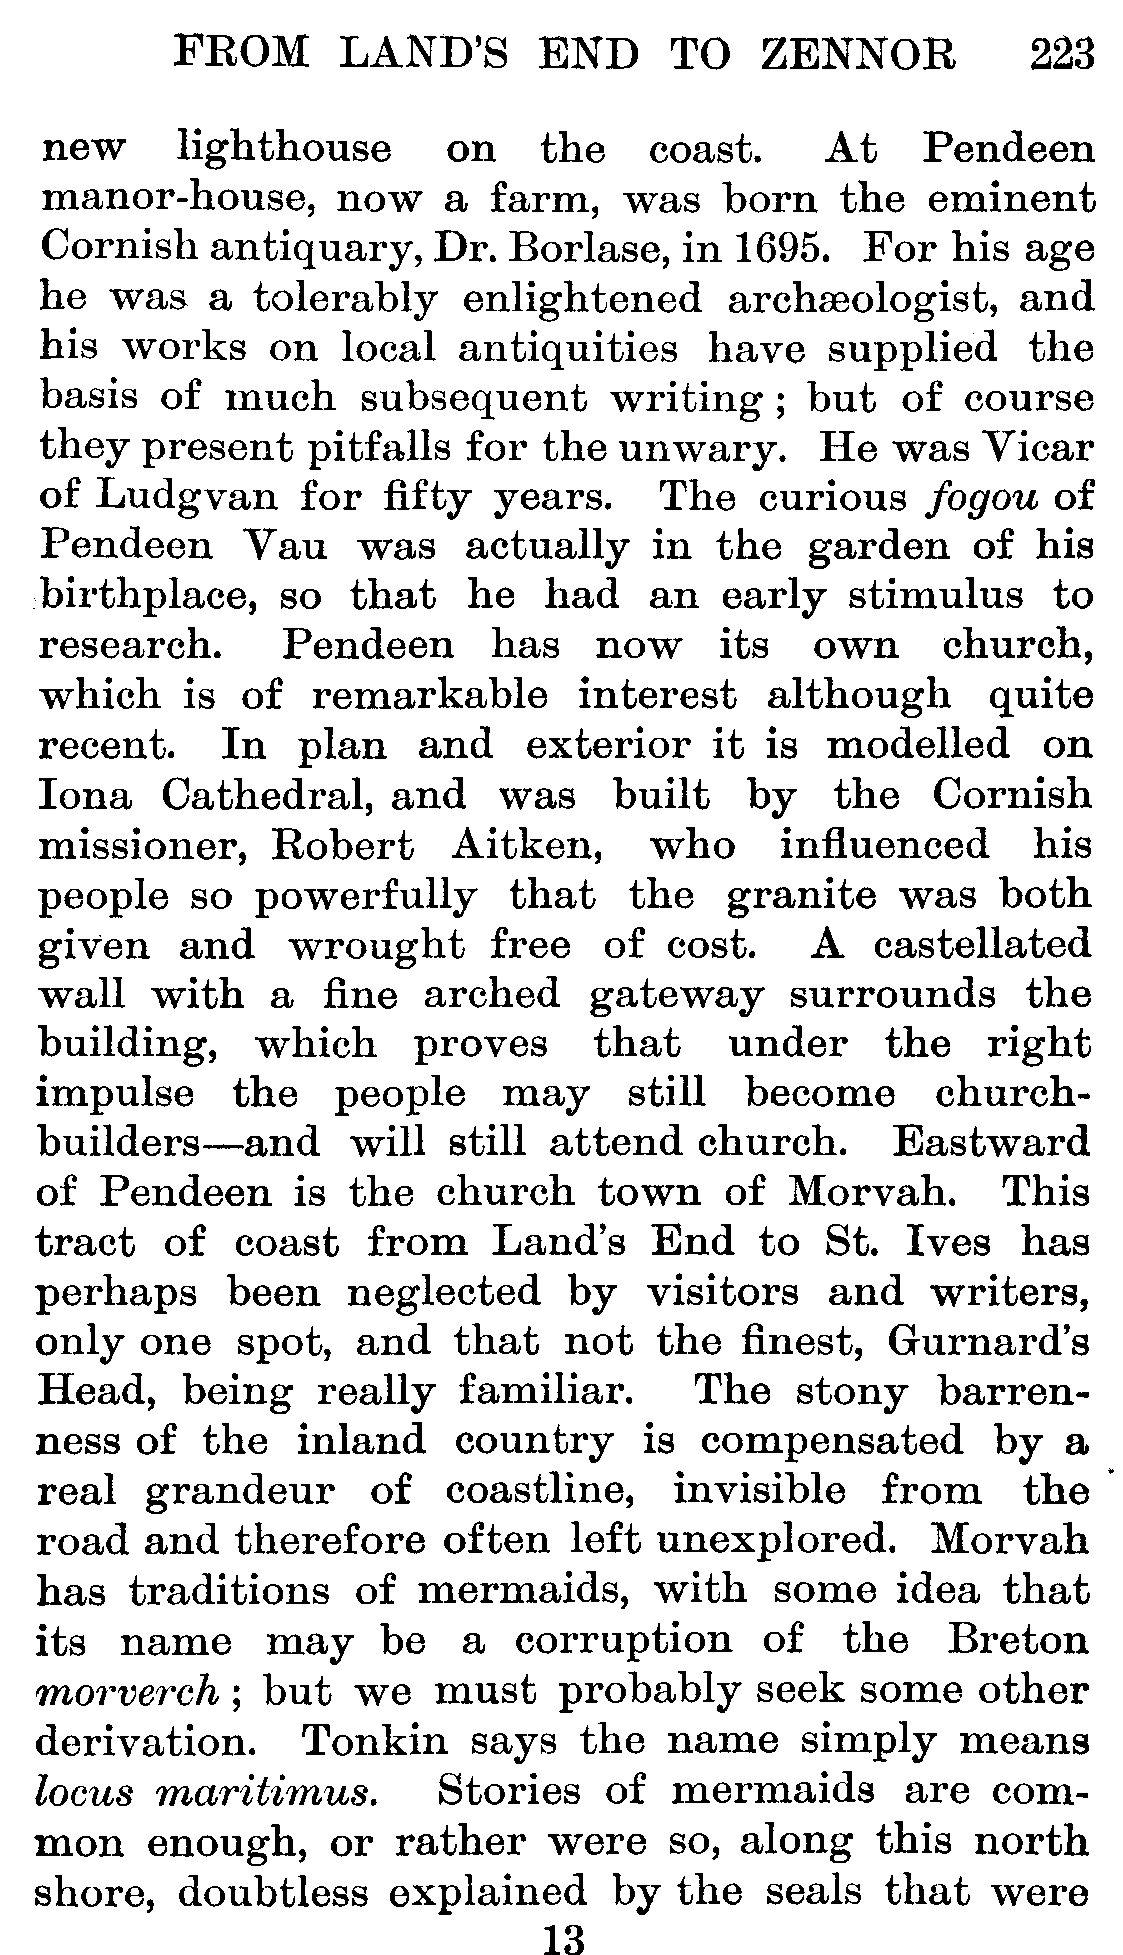 FROM LAND'S END TO ZENNOR 223
new lighthouse on the coast. At Pendeen
manor-house, now a farm, was born the eminent
Cornish antiquary, Dr. Borlase, in 1695. For his age
he was a tolerably enlightened archæologist, and
his works on local antiquities have supplied the
basis of much subsequent writing ; but of course
they present pitfalls for the unwary. He was Vicar
of Ludgvan for fifty years. The curious fogou of
Pendeen Vau was actually in the garden of his
birthplace, so that he had an early stimulus to
research. Pendeen has now its own church,
which is of remarkable interest although quite
recent. In plan and exterior it is modelled on
Iona Cathedral, and was built by the Cornish
missioner, Robert Aitken, who influenced his
people so powerfully that the granite was both
given and wrought free of cost. A castellated
wall with a fine arched gateway surrounds the
building, which proves that under the right
impulse the people may still become church-
builders—and will still attend church. Eastward
of Pendeen is the church town of Morvah. This
tract of coast from Land's End to St. Ives has
perhaps been neglected by visitors and writers,
only one spot, and that not the finest, Gurnard's
Head, being really familiar. The stony barren-
ness of the inland country is compensated by a
real grandeur of coastline, invisible from the
road and therefore often left unexplored. Morvah
has traditions of mermaids, with some idea that
its name may be a corruption of the Breton
morverch ; but we must probably seek some other
derivation. Tonkin says the name simply means
locus maritimus. Stories of mermaids are com-
mon enough, or rather were so, along this north
shore, doubtless explained by the seals that were
13